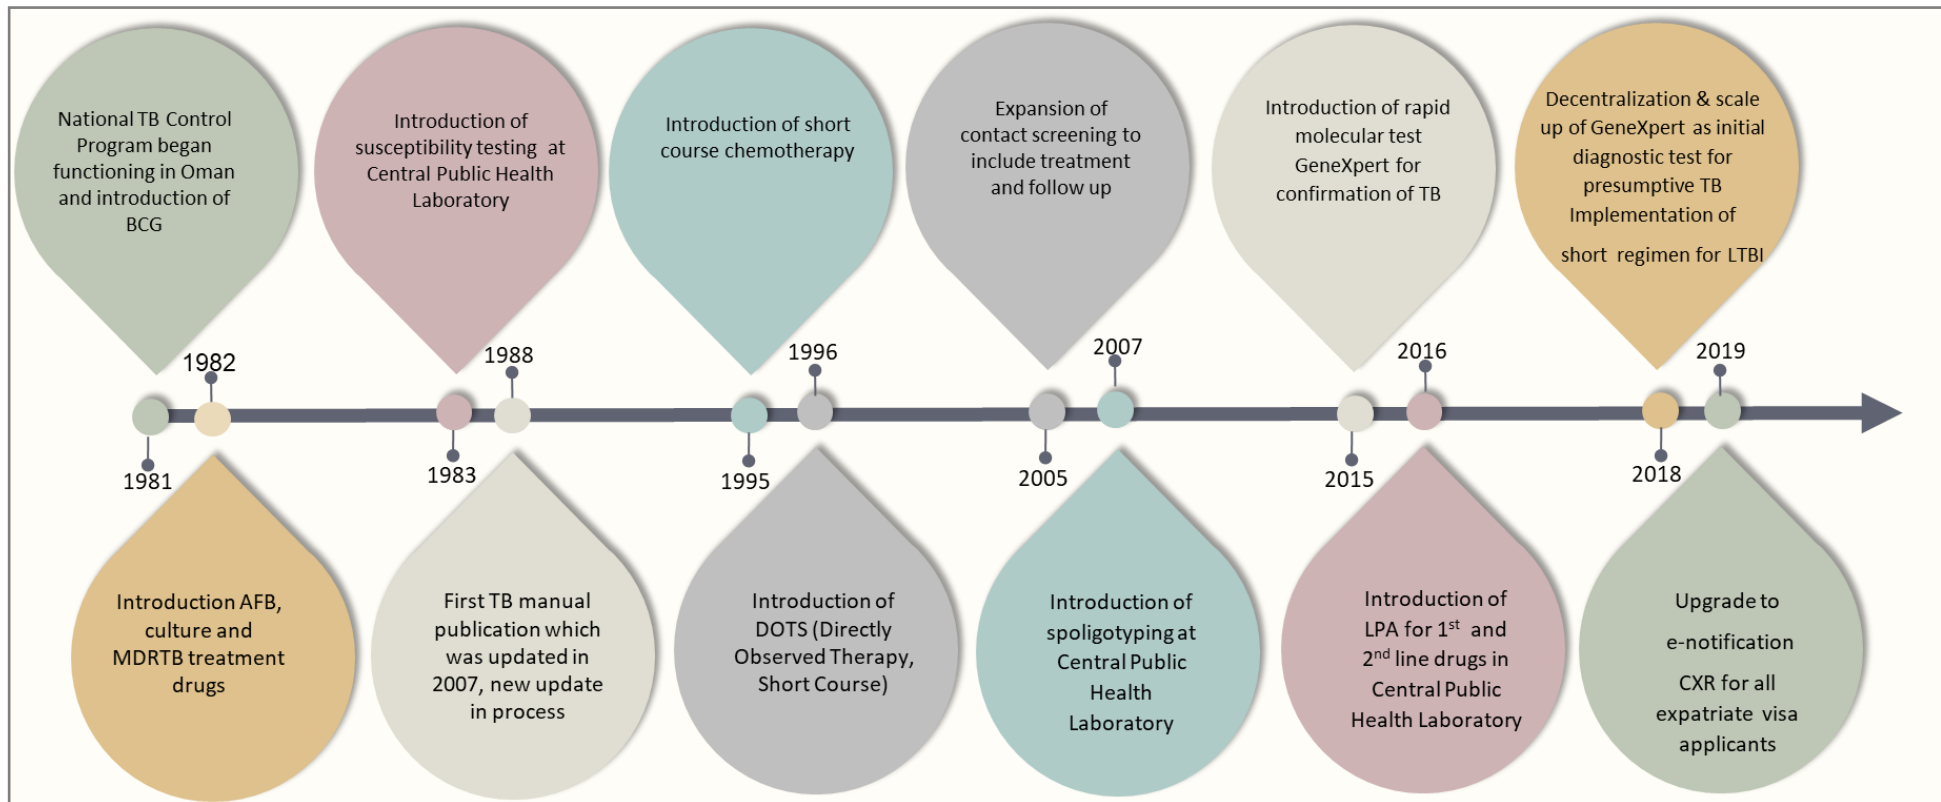 National TB Control
Program began
functioning in Oman
and introduction of
BCG
Introduction of
susceptibility testing at
Central Public Health
Laboratory
Introduction of short
course chemotherapy
Expansion of
contact screening to
include treatment
and follow up
Introduction of rapid
molecular test
GeneXpert for
confirmation of TB
Decentralization & scale
up of GeneXpert as initial
diagnostic test for
presumptive TB
Implementation of
short regimen for LTBI
1982
1988
1996
2007
2016
2019
1981
1983
1995
2005
2015
2018
Introduction AFB,
culture and
MDRTB treatment
drugs
First TB manual
publication which
was updated in
2007, new update
in process
Introduction of
DOTS (Directly
Observed Therapy,
Short Course)
Introduction of
spoligotyping at
Central Public
Health
Laboratory
Introduction of
LPA for 1st and
2nd line drugs in
Central Public
Health Laboratory
Upgrade to
e-notification
CXR for all
expatriate visa
applicants